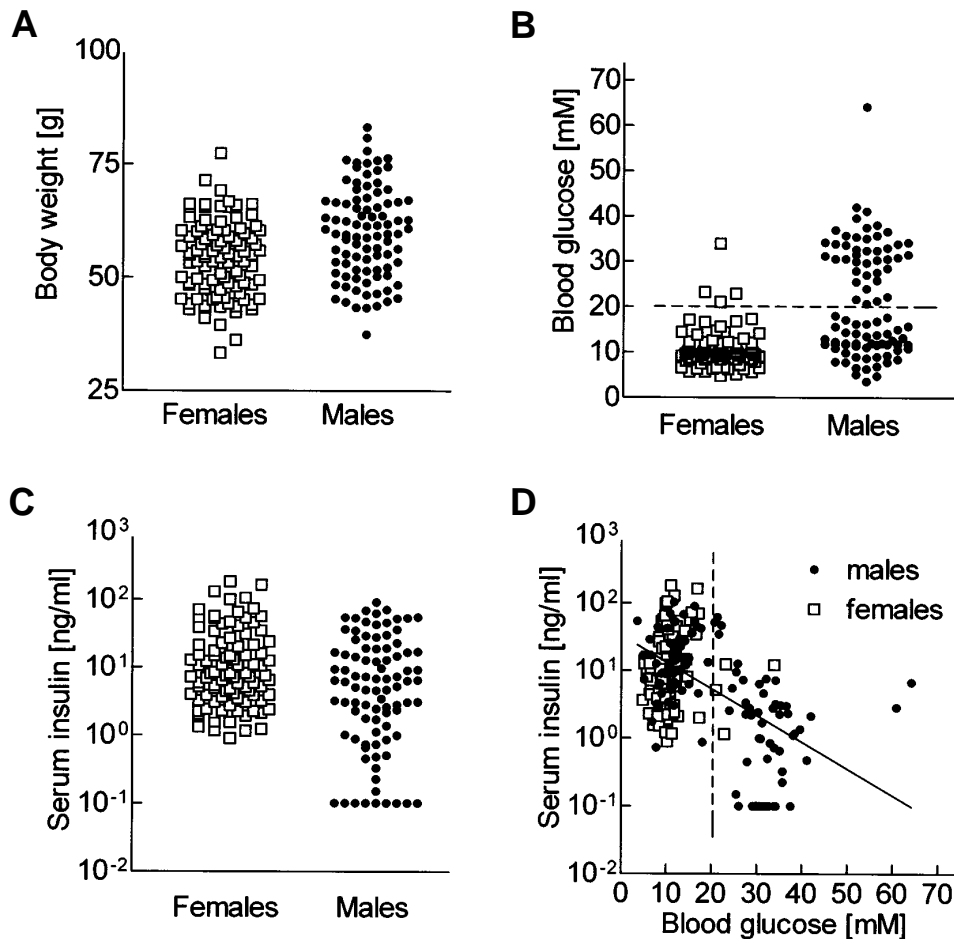 A
Body weight [g]
100
75
50
25
Females Males
B
Blood glucose [mM]
70
60
50
40
30
20
10
0
Females Males
C
Serum insulin [ng/ml]
10³
10²
10¹
10⁰
10⁻¹
10⁻²
Females Males
D
Serum insulin [ng/ml]
10³
10²
10¹
10⁰
10⁻¹
10⁻²
males
females
0 10 20 30 40 50 60 70
Blood glucose [mM]